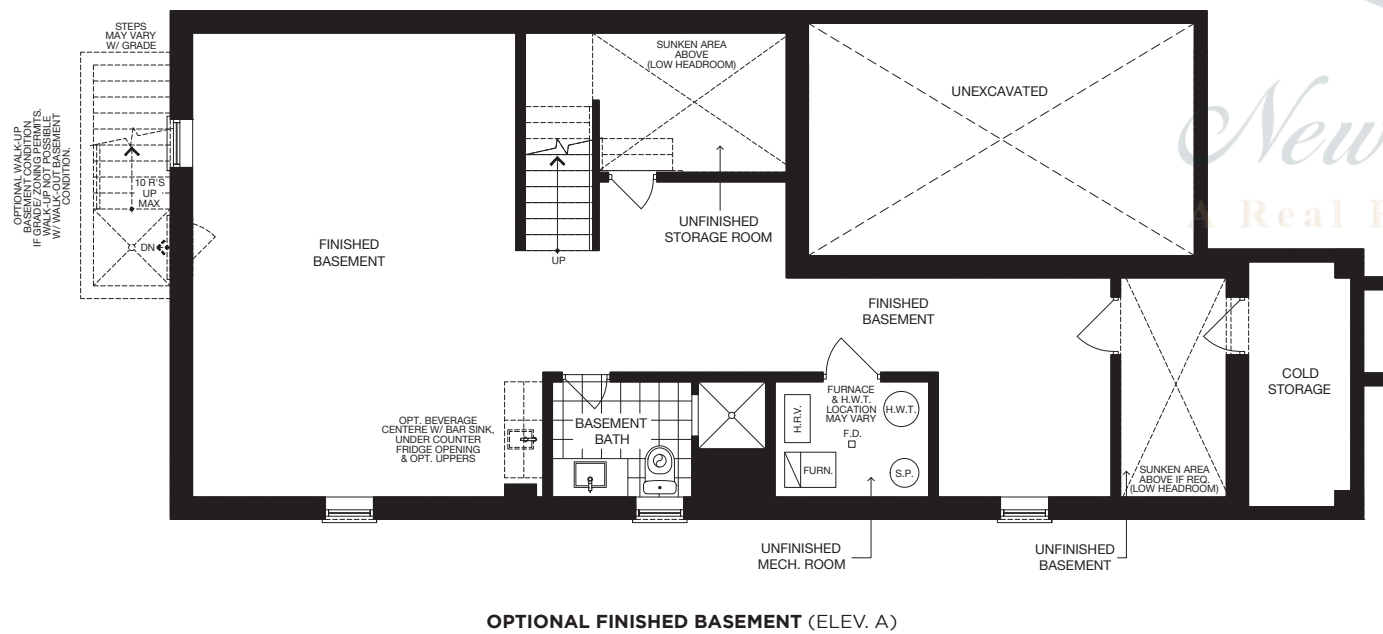 STEPS
MAY VARY
W/ GRADE
OPTIONAL WALK-UP
BASEMENT CONDITION
IF GRADE/ ZONING PERMITS.
WALK-UP NOT POSSIBLE
W/ WALK-OUT BASEMENT
CONDITION.
10 R'S
UP
MAX
DN
FINISHED
BASEMENT
UP
SUNKEN AREA
ABOVE
(LOW HEADROOM)
UNFINISHED
STORAGE ROOM
UNEXCAVATED
New
A Real
FINISHED
BASEMENT
COLD
STORAGE
OPT. BEVERAGE
CENTERE W/ BAR SINK,
UNDER COUNTER
FRIDGE OPENING
& OPT. UPPERS
BASEMENT
BATH
FURNACE
& H.W.T.
LOCATION
MAY VARY
H.R.V.
H.W.T.
F.D.
FURN.
S.P.
SUNKEN AREA
ABOVE IF REQ.
(LOW HEADROOM)
UNFINISHED
MECH. ROOM
UNFINISHED
BASEMENT
OPTIONAL FINISHED BASEMENT (ELEV. A)